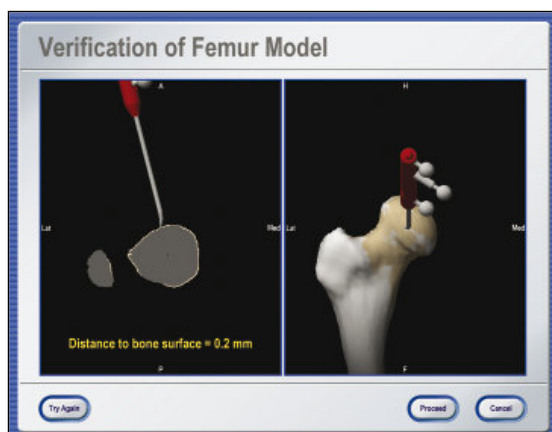 Verification of Femur Model
A
H
Lat
Med
Lat
Med
Distance to bone surface = 0.2 mm
P
F
Try Again
Proceed
Cancel